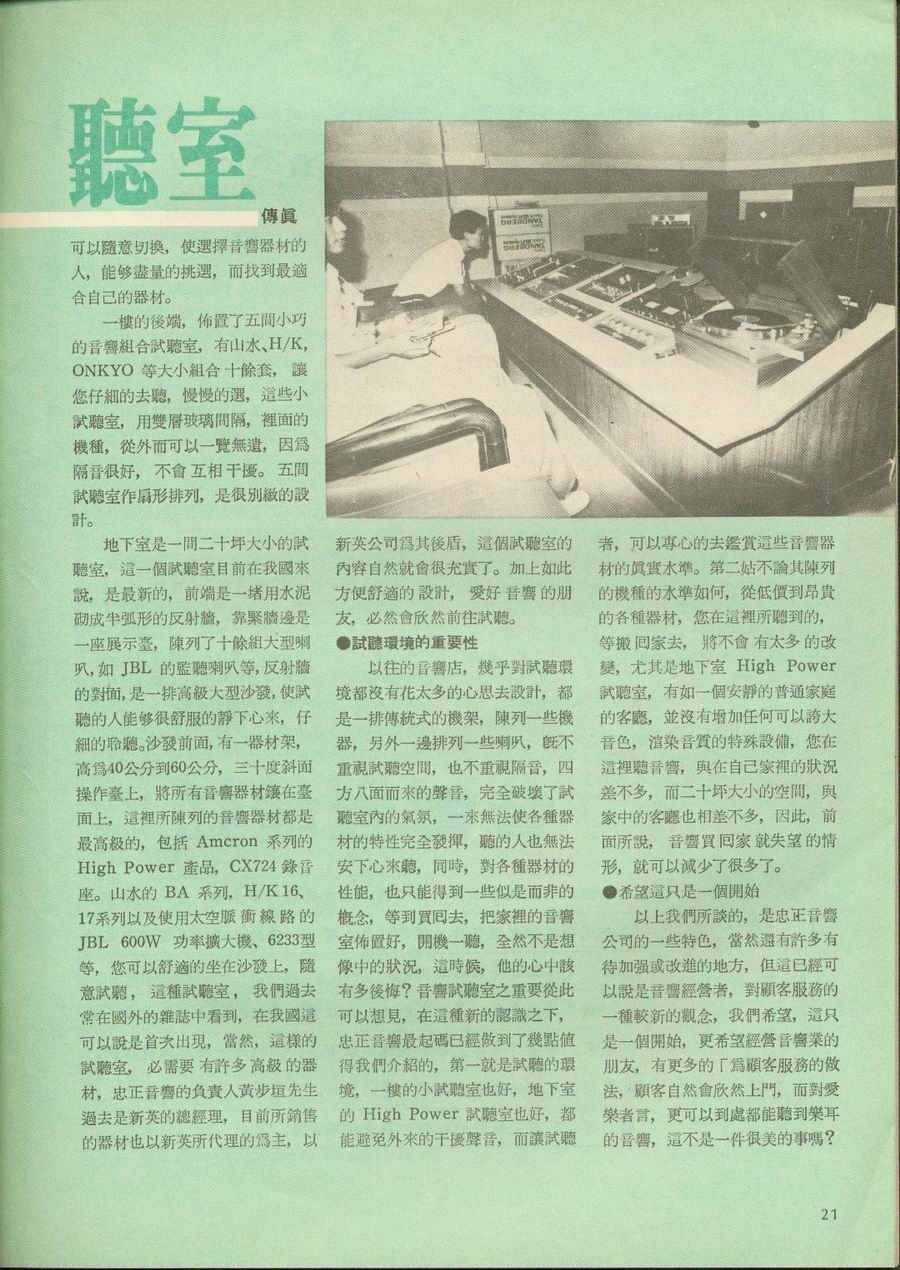 聽室
傳眞
TANDBERG
TANDBERG
可以隨意切換，使選擇音響器材的
人，能够盡量的挑選，而找到最適
合自己的器材。
一樓的後端，佈置了五間小巧
的音響組合試聽室，有山水、H/K，
ONKYO 等大小組合十餘套，讓
您仔細的去聽，慢慢的選，這些小
試聽室，用雙層玻璃間隔，裡面的
機種，從外而可以一覽無遺，因爲
隔音很好，不會互相干擾。五間
試聽室作扇形排列，是很別緻的設
計。
地下室是一間二十坪大小的試
聽室，這一個試聽室目前在我國來
說，是最新的，前端是一堵用水泥
砌成半弧形的反射牆，靠緊牆邊是
一座展示臺，陳列了十餘組大型喇
叭，如 JBL 的監聽喇叭等，反射牆
的對面，是一排高級大型沙發，使試
聽的人能够很舒服的靜下心來，仔
細的聆聽。沙發前面，有一器材架，
高爲40公分到60公分，三十度斜面
操作臺上，將所有音響器材鑲在臺
面上，這裡所陳列的音響器材都是
最高級的，包括 Amcron 系列的
High Power 產品，CX724 錄音
座。山水的 BA 系列，H/K 16、
17系列以及使用太空脈衝線路的
JBL 600W 功率擴大機、6233型
等，您可以舒適的坐在沙發上，隨
意試聽，這種試聽室，我們過去
常在國外的雜誌中看到，在我國這
可以說是首次出現，當然，這樣的
試聽室，必需要有許多高級的器
材，忠正音響的負責人黃步垣先生
過去是新英的總經理，目前所銷售
的器材也以新英所代理的爲主，以
新英公司爲其後盾，這個試聽室的
內容自然就會很充實了。加上如此
方便舒適的設計，愛好音響的朋
友，必然會欣然前往試聽。
●試聽環境的重要性
以往的音響店，幾乎對試聽環
境都沒有花太多的心思去設計，都
是一排傳統式的機架，陳列一些機
器，另外一邊排列一些喇叭，既不
重視試聽空間，也不重視隔音，四
方八面而來的聲音，完全破壞了試
聽室內的氣氛，一來無法使各種器
材的特性完全發揮，聽的人也無法
安下心來聽，同時，對各種器材的
性能，也只能得到一些似是而非的
概念，等到買回去，把家裡的音響
室佈置好，開機一聽，全然不是想
像中的狀況，這時候，他的心中該
有多後悔？音響試聽室之重要從此
可以想見，在這種新的認識之下，
忠正音響最起碼已經做到了幾點值
得我們介紹的，第一就是試聽的環
境，一樓的小試聽室也好，地下室
的 High Power 試聽室也好，都
能避免外來的干擾聲音，而讓試聽
者，可以專心的去鑑賞這些音響器
材的眞實水準。第二姑不論其陳列
的機種的水準如何，從低價到昂貴
的各種器材，您在這裡所聽到的，
等搬回家去，將不會有太多的改
變，尤其是地下室 High Power
試聽室，有如一個安靜的普通家庭
的客廳，並沒有增加任何可以誇大
音色，渲染音質的特殊設備，您在
這裡聽音響，與在自己家裡的狀況
差不多，而二十坪大小的空間，與
家中的客廳也相差不多，因此，前
面所說，音響買回家就失望的情
形，就可以減少了很多了。
●希望這只是一個開始
以上我們所談的，是忠正音響
公司的一些特色，當然還有許多有
待加强或改進的地方，但這已經可
以說是音響經營者，對顧客服務的
一種較新的觀念，我們希望，這只
是一個開始，更希望經營音響業的
朋友，有更多的「爲顧客服務的做
法，顧客自然會欣然上門，而對愛
樂者言，更可以到處都能聽到樂耳
的音響，這不是一件很美的事嗎？
21